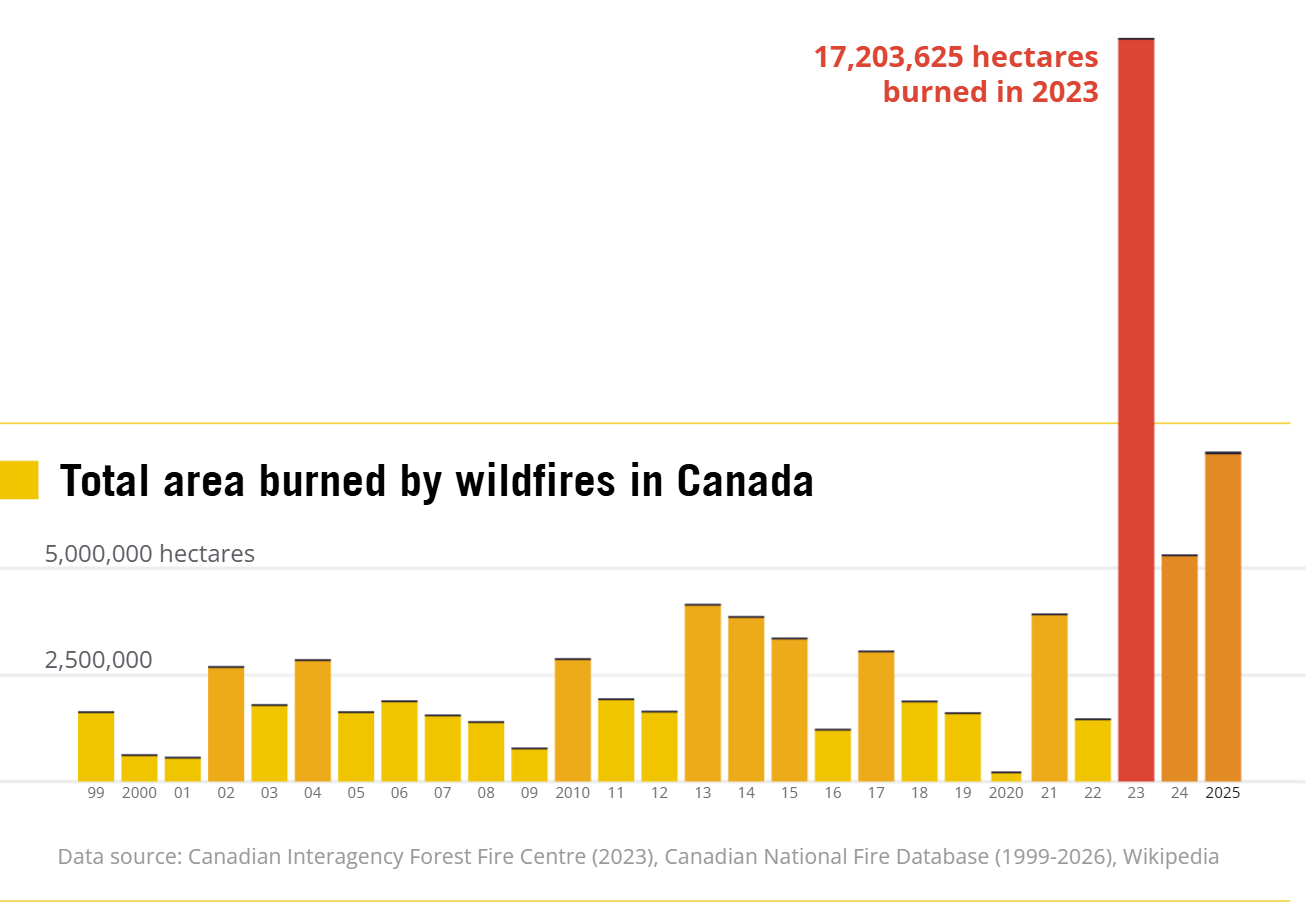 17,203,625 hectares
burned in 2023
Total area burned by wildfires in Canada
5,000,000 hectares
2,500,000
99 2000 01 02 03 04 05 06 07 08 09 2010 11 12 13 14 15 16 17 18 19 2020 21 22 23 24 2025
Data source: Canadian Interagency Forest Fire Centre (2023), Canadian National Fire Database (1999-2026), Wikipedia